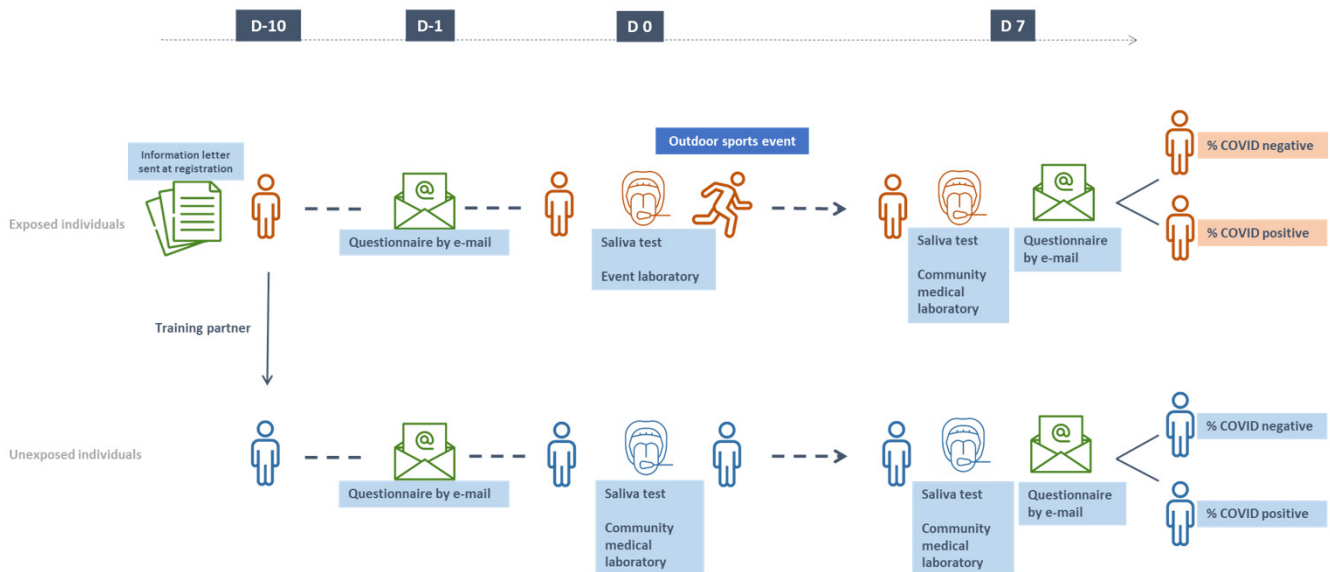 D-10
D-1
D 0
D 7
Outdoor sports event
Information letter
sent at registration
@
@
% COVID negative
Exposed individuals
% COVID positive
Questionnaire by e-mail
Saliva test
Event laboratory
Saliva test
Community
medical
laboratory
Questionnaire
by e-mail
Training partner
@
@
% COVID negative
Unexposed individuals
% COVID positive
Questionnaire by e-mail
Saliva test
Community
medical
laboratory
Saliva test
Community
medical
laboratory
Questionnaire
by e-mail